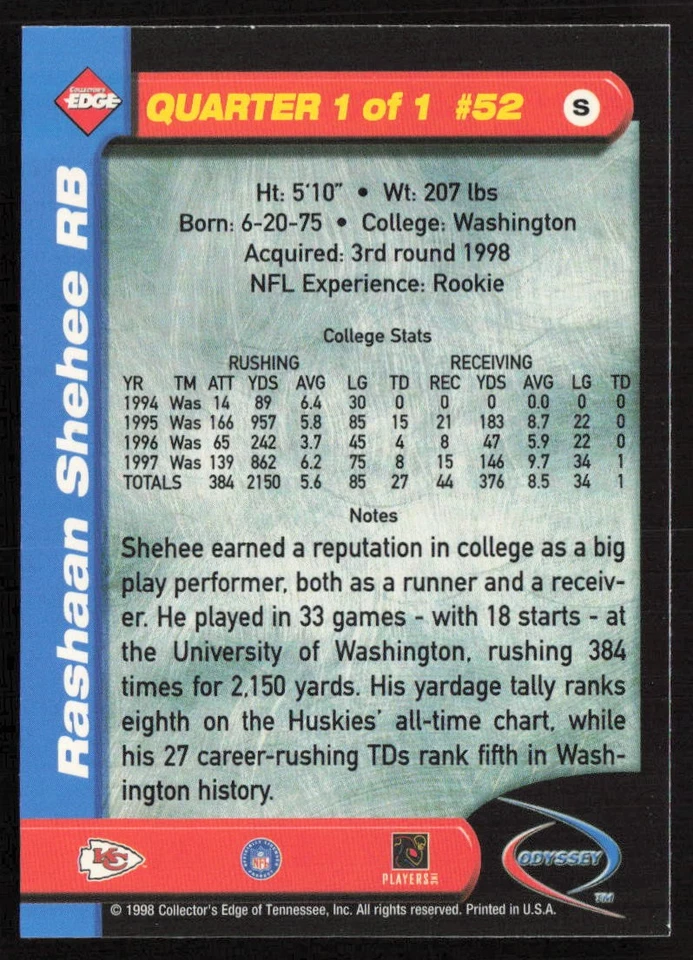 COLLECTOR'S
EDGE
QUARTER 1 of 1 #52 S
Rashaan Shehee RB
Ht: 5'10" • Wt: 207 lbs
Born: 6-20-75 • College: Washington
Acquired: 3rd round 1998
NFL Experience: Rookie
College Stats
RUSHING RECEIVING
YR TM ATT YDS AVG LG TD REC YDS AVG LG TD
1994 Was 14 89 6.4 30 0 0 0 0.0 0 0
1995 Was 166 957 5.8 85 15 21 183 8.7 22 0
1996 Was 65 242 3.7 45 4 8 47 5.9 22 0
1997 Was 139 862 6.2 75 8 15 146 9.7 34 1
TOTALS 384 2150 5.6 85 27 44 376 8.5 34 1
Notes
Shehee earned a reputation in college as a big
play performer, both as a runner and a receiv-
er. He played in 33 games - with 18 starts - at
the University of Washington, rushing 384
times for 2,150 yards. His yardage tally ranks
eighth on the Huskies' all-time chart, while
his 27 career-rushing TDs rank fifth in Wash-
ington history.
KC
NFL
PLAYERS INC
ODYSSEY
TM
© 1998 Collector's Edge of Tennessee, Inc. All rights reserved. Printed in U.S.A.